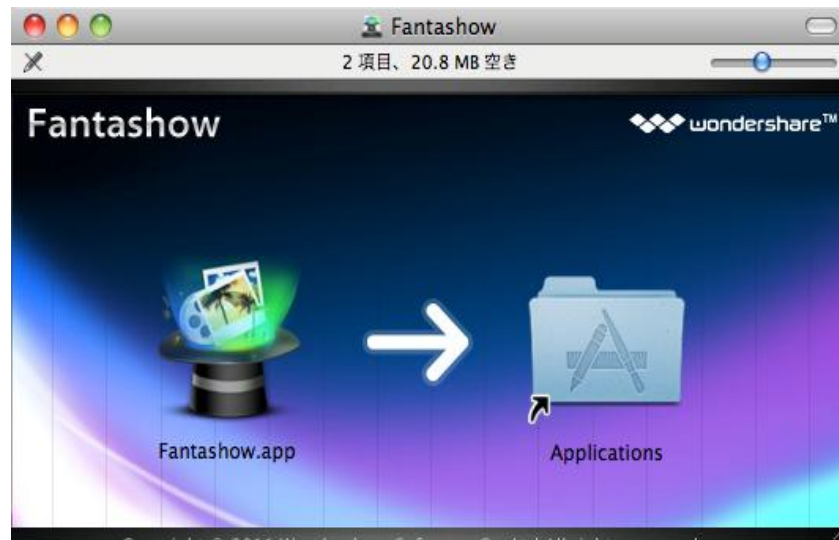 Fantashow
2 項目、20.8 MB 空き
Fantashow
wondershare™
Fantashow.app
Applications